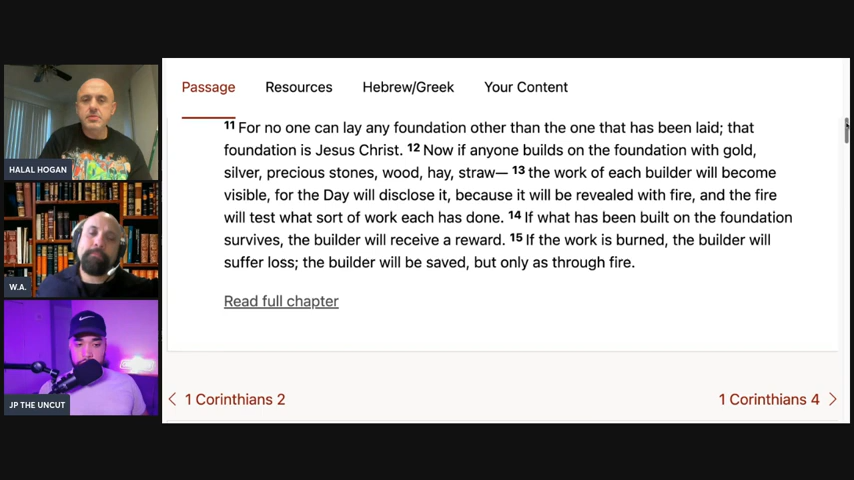 Passage Resources Hebrew/Greek Your Content
11 For no one can lay any foundation other than the one that has been laid; that
foundation is Jesus Christ. 12 Now if anyone builds on the foundation with gold,
silver, precious stones, wood, hay, straw— 13 the work of each builder will become
visible, for the Day will disclose it, because it will be revealed with fire, and the fire
will test what sort of work each has done. 14 If what has been built on the foundation
survives, the builder will receive a reward. 15 If the work is burned, the builder will
suffer loss; the builder will be saved, but only as through fire.
Read full chapter
1 Corinthians 2
1 Corinthians 4
HALAL HOGAN
W.A.
JP THE UNCUT